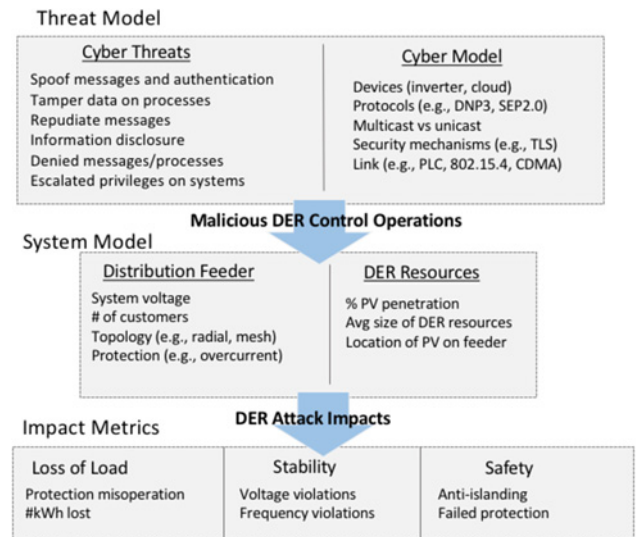 Threat Model
Cyber Threats
Spoof messages and authentication
Tamper data on processes
Repudiate messages
Information disclosure
Denied messages/processes
Escalated privileges on systems
Cyber Model
Devices (inverter, cloud)
Protocols (e.g., DNP3, SEP2.0)
Multicast vs unicast
Security mechanisms (e.g., TLS)
Link (e.g., PLC, 802.15.4, CDMA)
Malicious DER Control Operations
System Model
Distribution Feeder
System voltage
# of customers
Topology (e.g., radial, mesh)
Protection (e.g., overcurrent)
DER Resources
% PV penetration
Avg size of DER resources
Location of PV on feeder
DER Attack Impacts
Impact Metrics
Loss of Load
Protection misoperation
#kWh lost
Stability
Voltage violations
Frequency violations
Safety
Anti-islanding
Failed protection